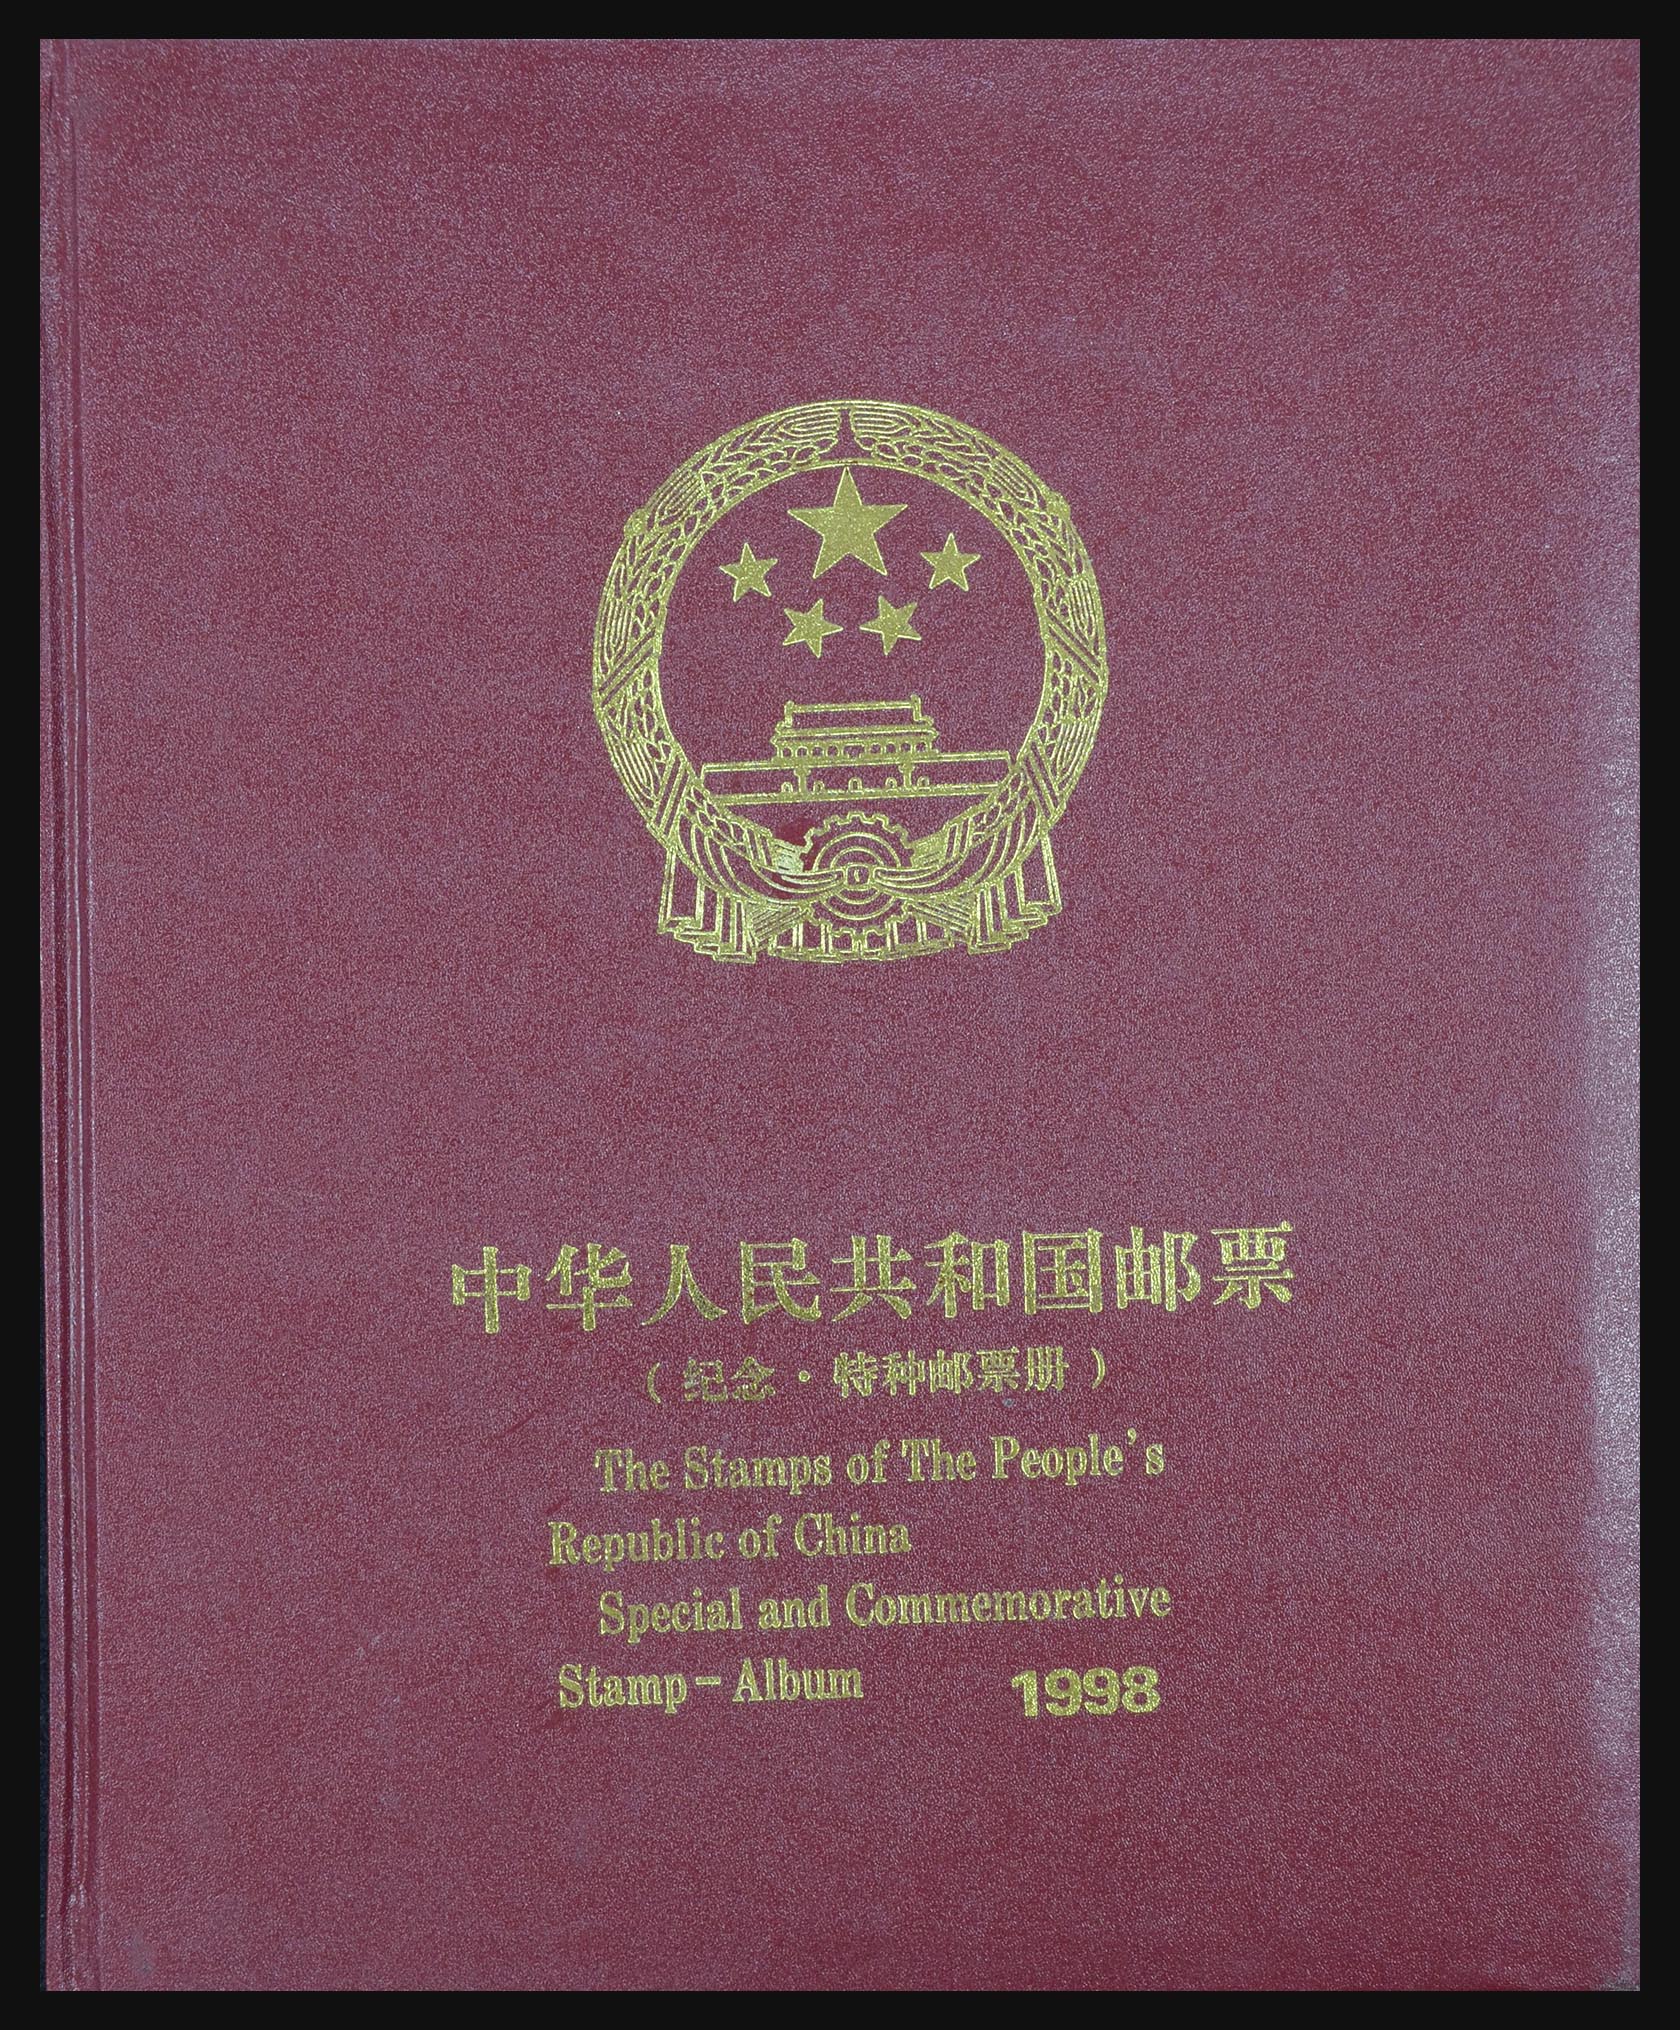 中华人民共和国邮票
（纪念·特种邮票册）
The Stamps of The People's
Republic of China
Special and Commemorative
Stamp-Album 1998